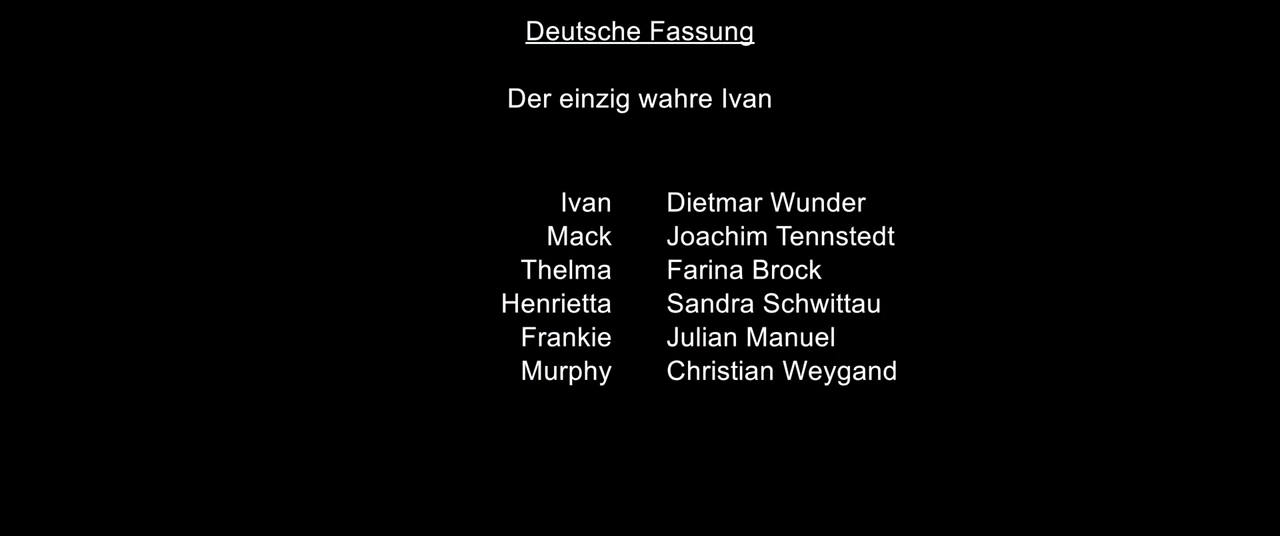 Deutsche Fassung
Der einzig wahre Ivan
Ivan Dietmar Wunder
Mack Joachim Tennstedt
Thelma Farina Brock
Henrietta Sandra Schwittau
Frankie Julian Manuel
Murphy Christian Weygand